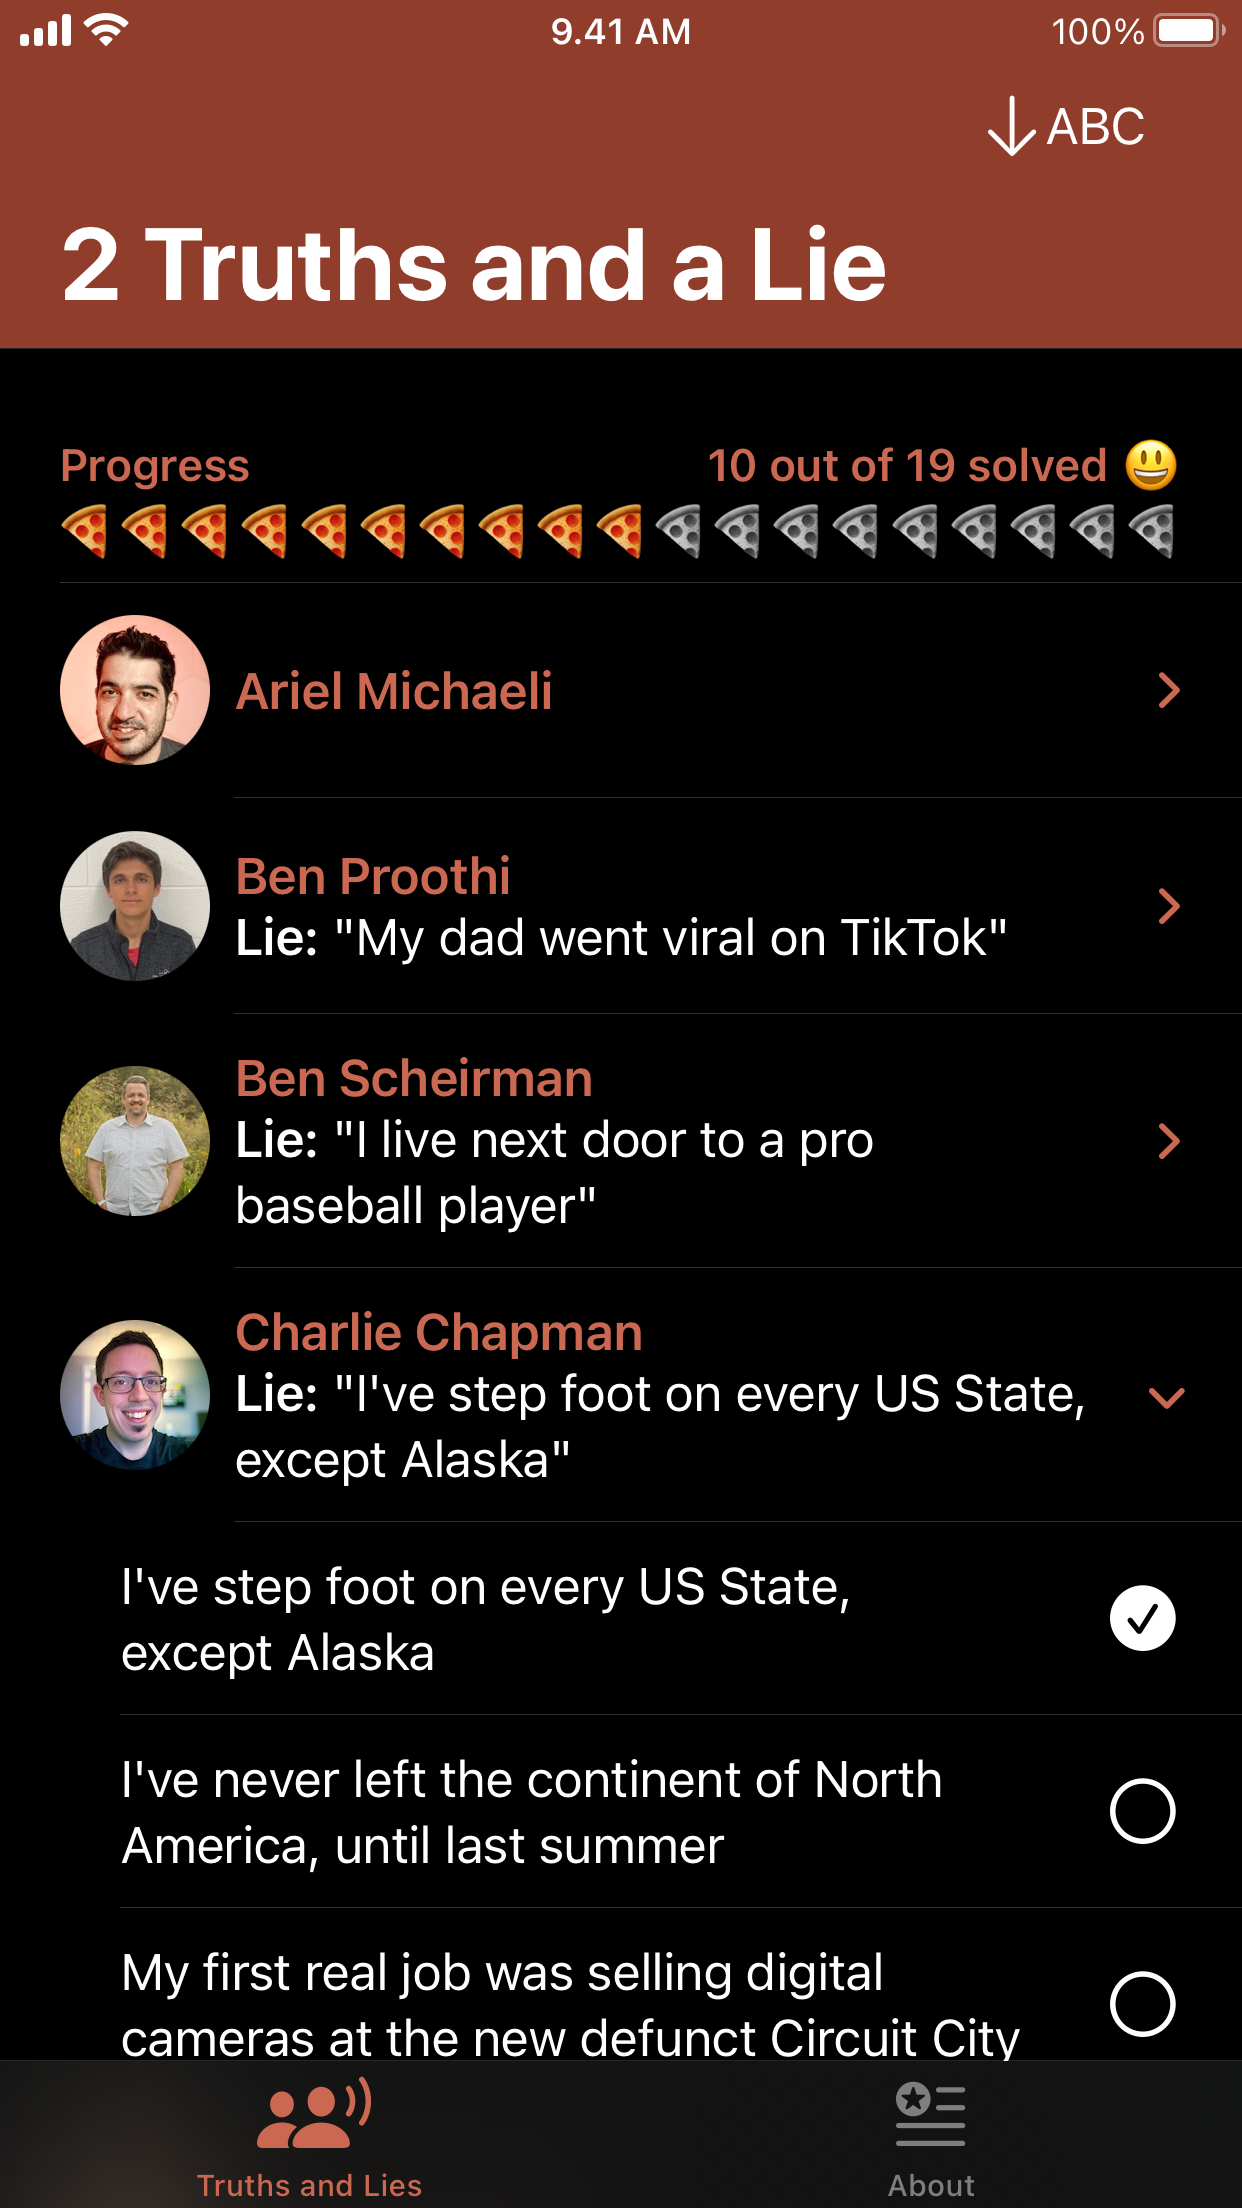 9.41 AM
100%
ABC
2 Truths and a Lie
Progress
10 out of 19 solved
Ariel Michaeli
Ben Proothi
Lie: "My dad went viral on TikTok"
Ben Scheirman
Lie: "I live next door to a pro
baseball player"
Charlie Chapman
Lie: "I've step foot on every US State,
except Alaska"
I've step foot on every US State,
except Alaska
I've never left the continent of North
America, until last summer
My first real job was selling digital
cameras at the new defunct Circuit City
Truths and Lies
About